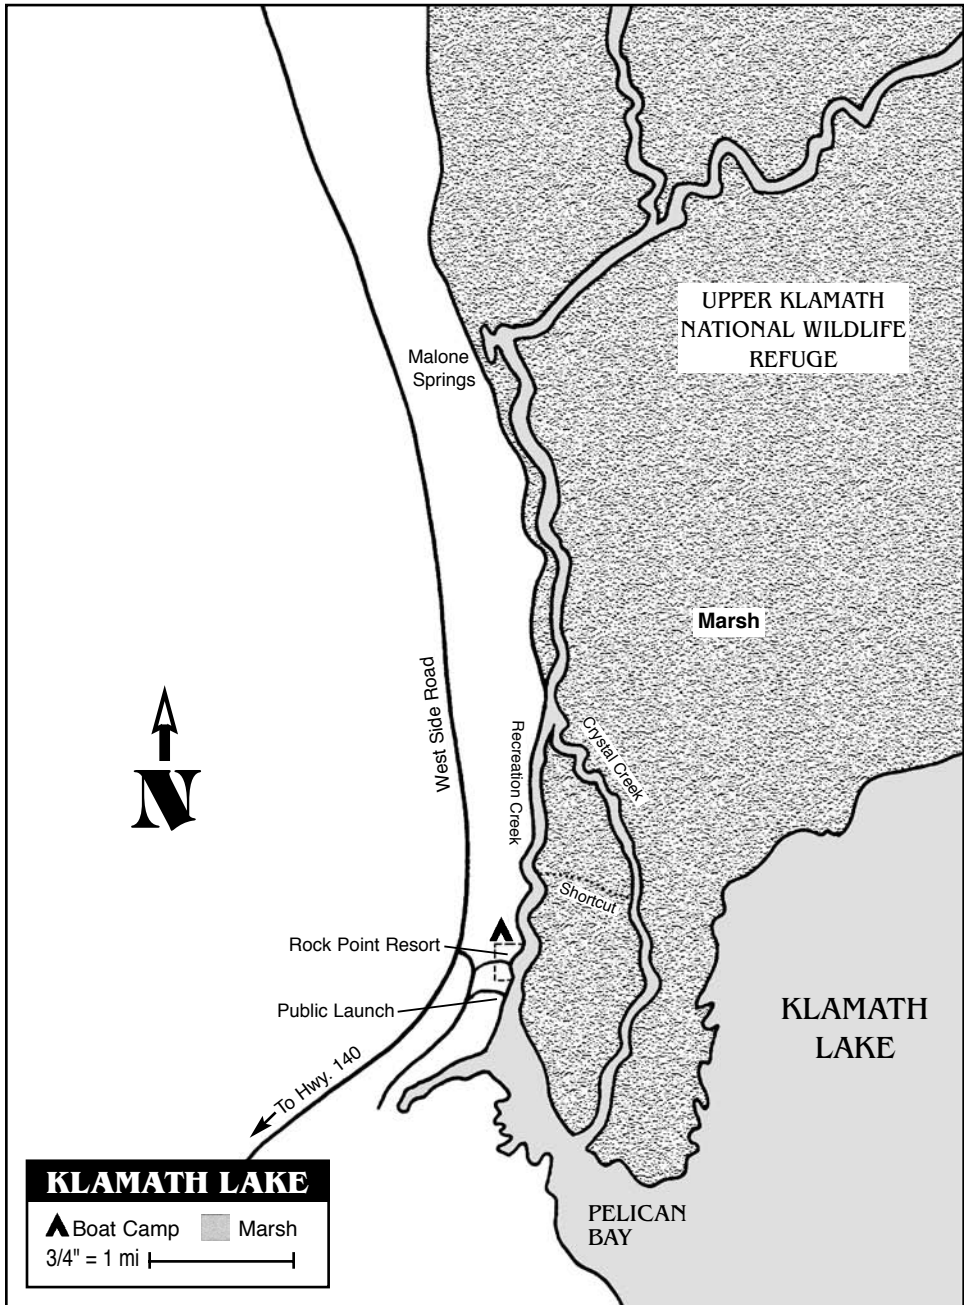 UPPER KLAMATH
NATIONAL WILDLIFE
REFUGE
Malone
Springs
Marsh
West Side Road
Recreation Creek
Crystal Creek
N
Shortcut
Rock Point Resort
Public Launch
KLAMATH
LAKE
To Hwy. 140
PELICAN
BAY
KLAMATH LAKE
Boat Camp Marsh
3/4" = 1 mi